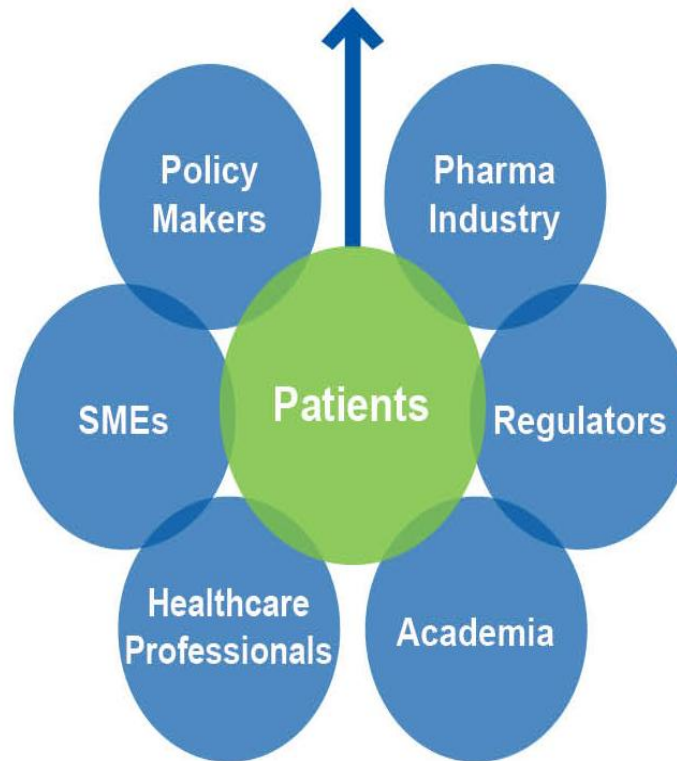 Policy
Makers
Pharma
Industry
SMEs
Patients
Regulators
Healthcare
Professionals
Academia